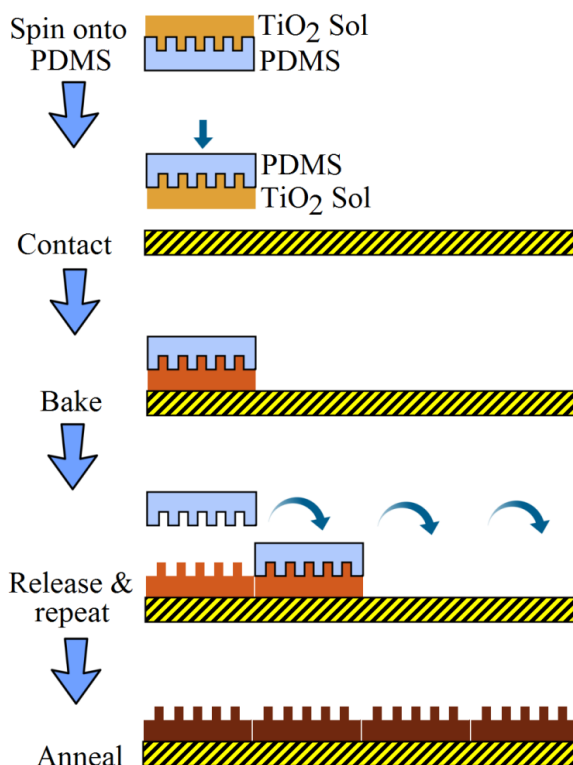 Spin onto
PDMS
TiO2 Sol
PDMS
PDMS
TiO2 Sol
Contact
Bake
Release &
repeat
Anneal